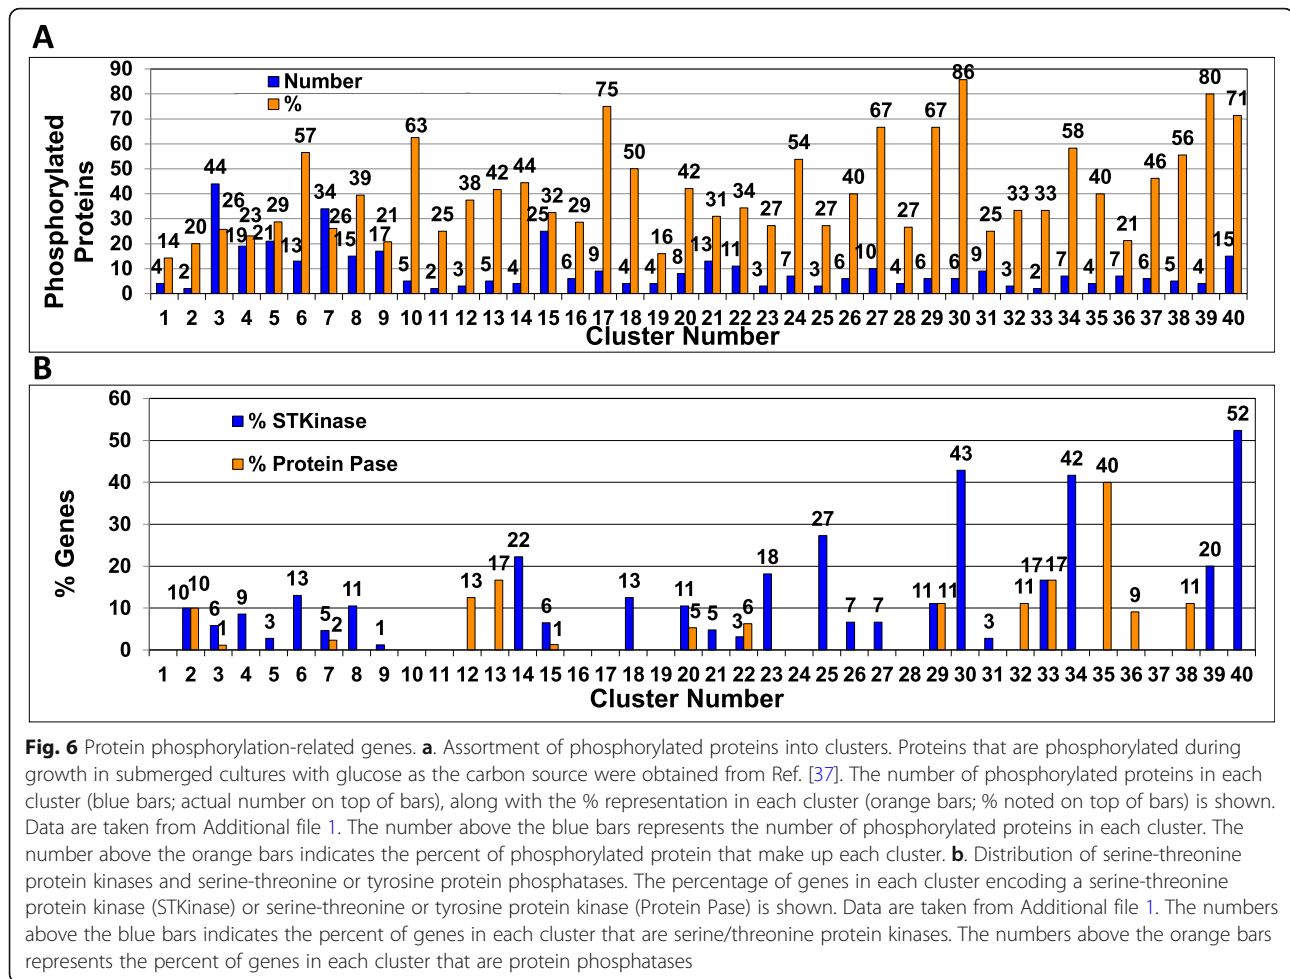 A
Phosphorylated Proteins
90
80
70
60
50
40
30
20
10
0
Number
%
4 14 2 20 44 26 19 23 21 29 13 57 34 26 15 39 17 21 5 63 2 25 3 38 5 42 4 44 25 32 6 29 9 75 4 50 4 16 8 42 13 31 11 34 3 27 7 54 3 27 6 40 10 67 4 27 6 67 6 86 9 25 3 33 2 33 7 58 4 40 7 21 6 46 5 56 4 80 15 71
1 2 3 4 5 6 7 8 9 10 11 12 13 14 15 16 17 18 19 20 21 22 23 24 25 26 27 28 29 30 31 32 33 34 35 36 37 38 39 40
Cluster Number
B
% Genes
60
50
40
30
20
10
0
% STKinase
% Protein Pase
10 10 6 1 9 3 13 5 2 11 1 13 17 22 6 1 13 11 5 5 3 6 18 27 7 7 11 11 43 3 11 17 17 42 40 9 11 20 52
1 2 3 4 5 6 7 8 9 10 11 12 13 14 15 16 17 18 19 20 21 22 23 24 25 26 27 28 29 30 31 32 33 34 35 36 37 38 39 40
Cluster Number
Fig. 6 Protein phosphorylation-related genes. a. Assortment of phosphorylated proteins into clusters. Proteins that are phosphorylated during
growth in submerged cultures with glucose as the carbon source were obtained from Ref. [37]. The number of phosphorylated proteins in each
cluster (blue bars; actual number on top of bars), along with the % representation in each cluster (orange bars; % noted on top of bars) is shown.
Data are taken from Additional file 1. The number above the blue bars represents the number of phosphorylated proteins in each cluster. The
number above the orange bars indicates the percent of phosphorylated protein that make up each cluster. b. Distribution of serine-threonine
protein kinases and serine-threonine or tyrosine protein phosphatases. The percentage of genes in each cluster encoding a serine-threonine
protein kinase (STKinase) or serine-threonine or tyrosine protein kinase (Protein Pase) is shown. Data are taken from Additional file 1. The numbers
above the blue bars indicates the percent of genes in each cluster that are serine/threonine protein kinases. The numbers above the orange bars
represents the percent of genes in each cluster that are protein phosphatases